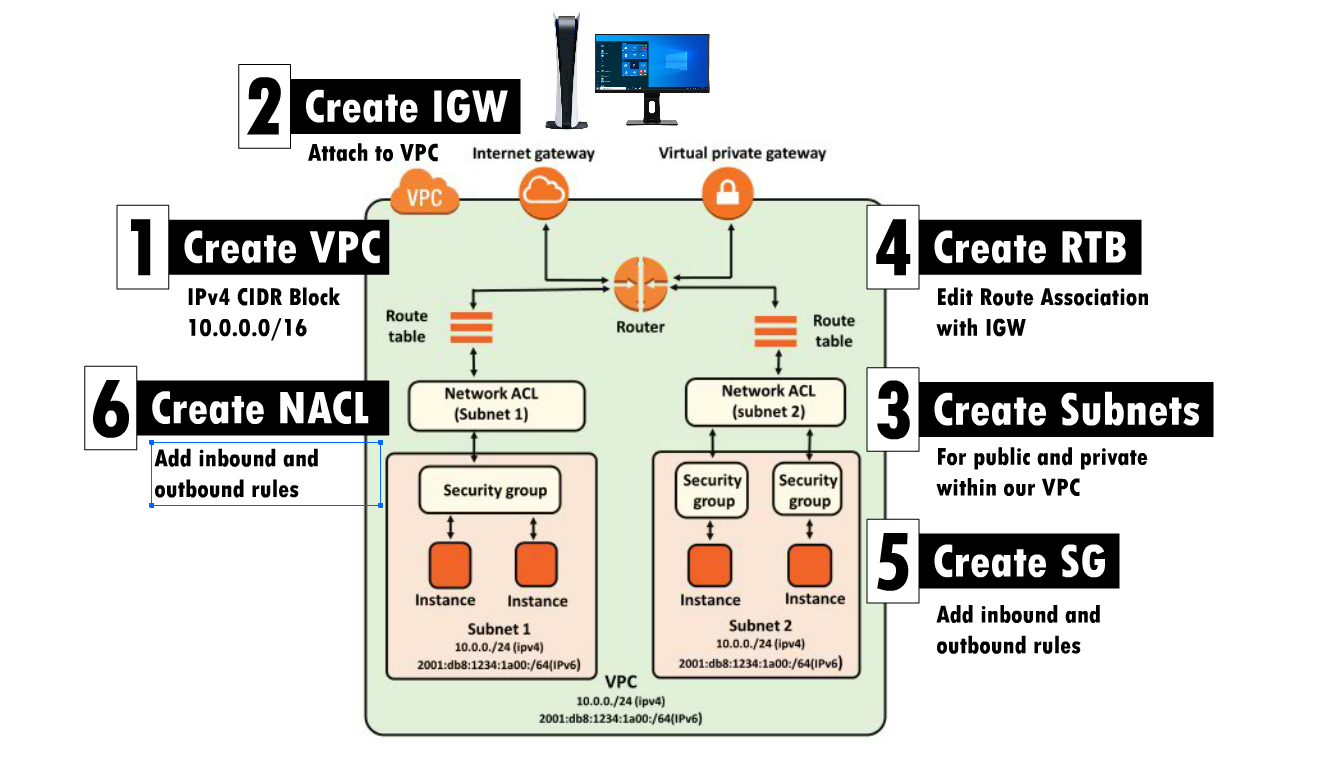 2 Create IGW
Attach to VPC
Internet gateway
Virtual private gateway
VPC
1 Create VPC
IPv4 CIDR Block
10.0.0.0/16
4 Create RTB
Edit Route Association
with IGW
Router
Route
table
Route
table
6 Create NACL
Add inbound and
outbound rules
Network ACL
(Subnet 1)
Network ACL
(subnet 2)
3 Create Subnets
For public and private
within our VPC
Security group
Security
group
Security
group
5 Create SG
Add inbound and
outbound rules
Instance
Instance
Instance
Instance
Subnet 1
10.0.0./24 (ipv4)
2001:db8:1234:1a00:/64(IPv6)
Subnet 2
10.0.0./24 (ipv4)
2001:db8:1234:1a00:/64(IPv6)
VPC
10.0.0./24 (ipv4)
2001:db8:1234:1a00:/64(IPv6)